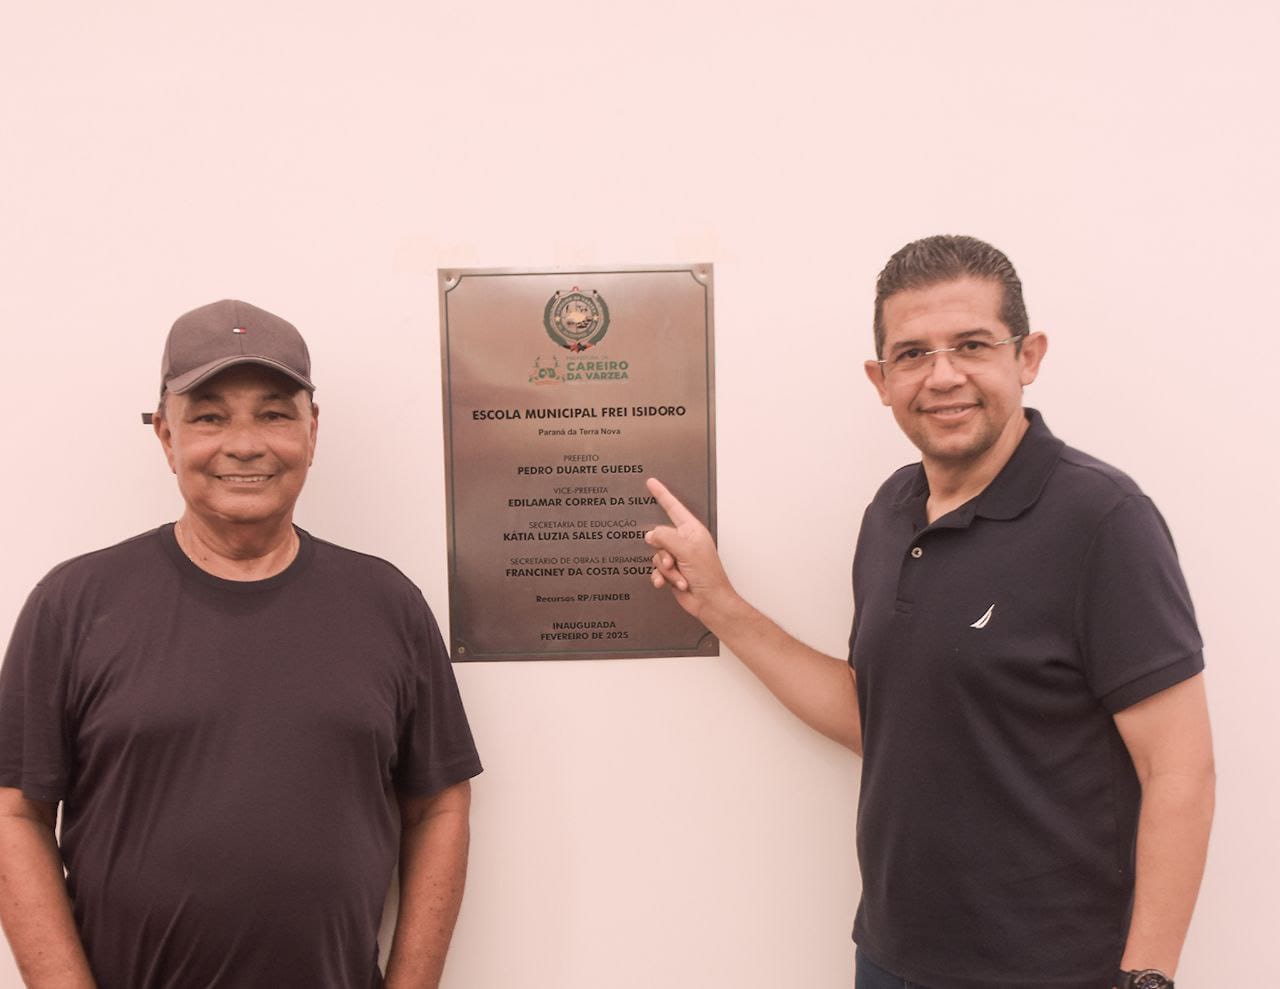 PREFEITURA DE
CAREIRO
DA VÁRZEA
ESCOLA MUNICIPAL FREI ISIDORO
Paraná da Terra Nova
PREFEITO
PEDRO DUARTE GUEDES
VICE-PREFEITA
EDILAMAR CORREA DA SILVA
SECRETARIA DE EDUCAÇÃO
KÁTIA LUZIA SALES
SECRETÁRIO DE OBRAS E URBANISMO
FRANCINEY DA COSTA
Recursos RP/FUNDEB
INAUGURADA
FEVEREIRO DE 2025